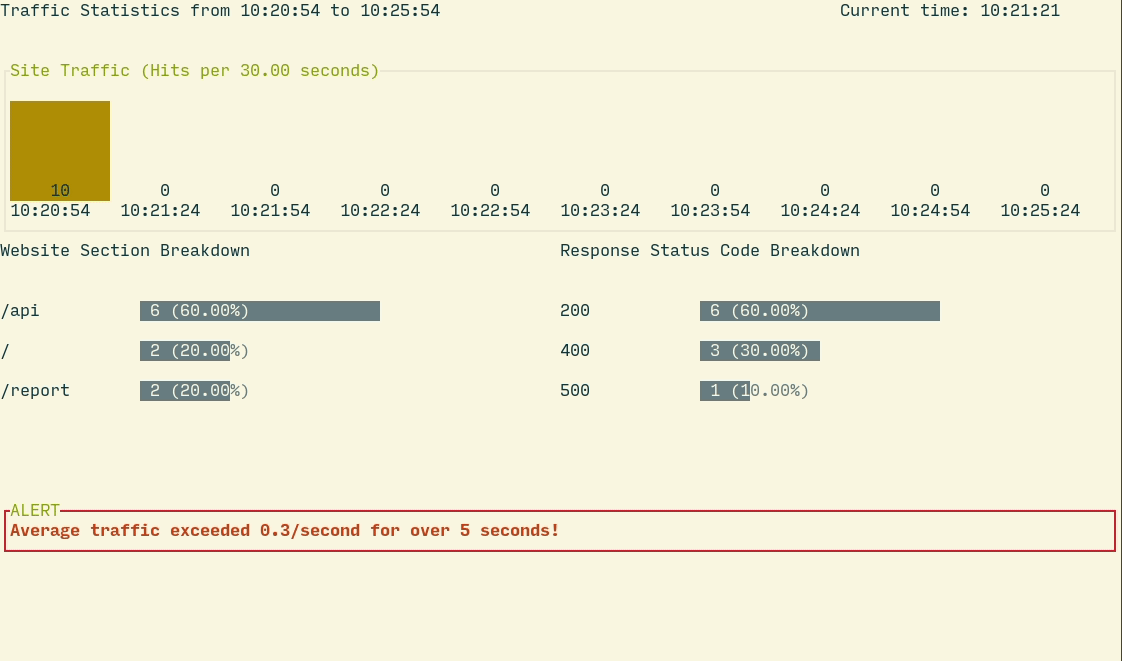 Traffic Statistics from 10:20:54 to 10:25:54 Current time: 10:21:21
Site Traffic (Hits per 30.00 seconds)
10 0 0 0 0 0 0 0 0 0
10:20:54 10:21:24 10:21:54 10:22:24 10:22:54 10:23:24 10:23:54 10:24:24 10:24:54 10:25:24
Website Section Breakdown Response Status Code Breakdown
/api 6 (60.00%) 200 6 (60.00%)
/ 2 (20.00%) 400 3 (30.00%)
/report 2 (20.00%) 500 1 (10.00%)
ALERT
Average traffic exceeded 0.3/second for over 5 seconds!